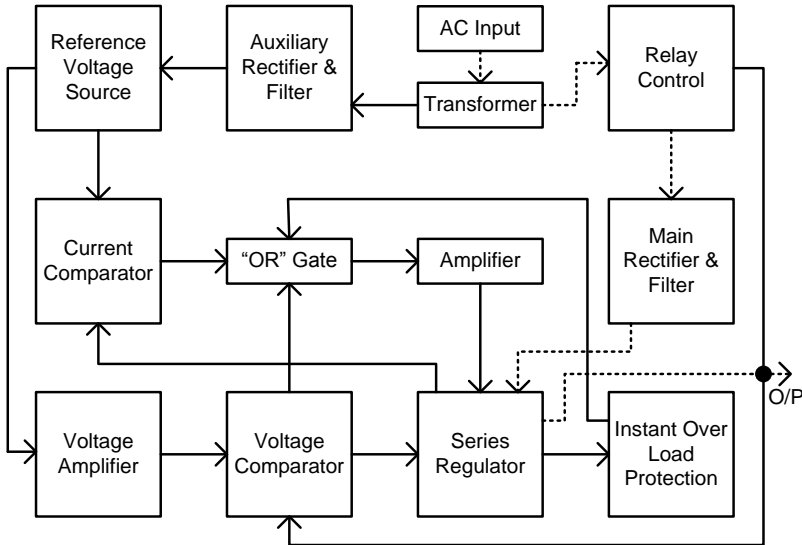 Reference
Voltage
Source
Auxiliary
Rectifier &
Filter
AC Input
Transformer
Relay
Control
Current
Comparator
“OR” Gate
Amplifier
Main
Rectifier &
Filter
O/P
Voltage
Amplifier
Voltage
Comparator
Series
Regulator
Instant Over
Load
Protection